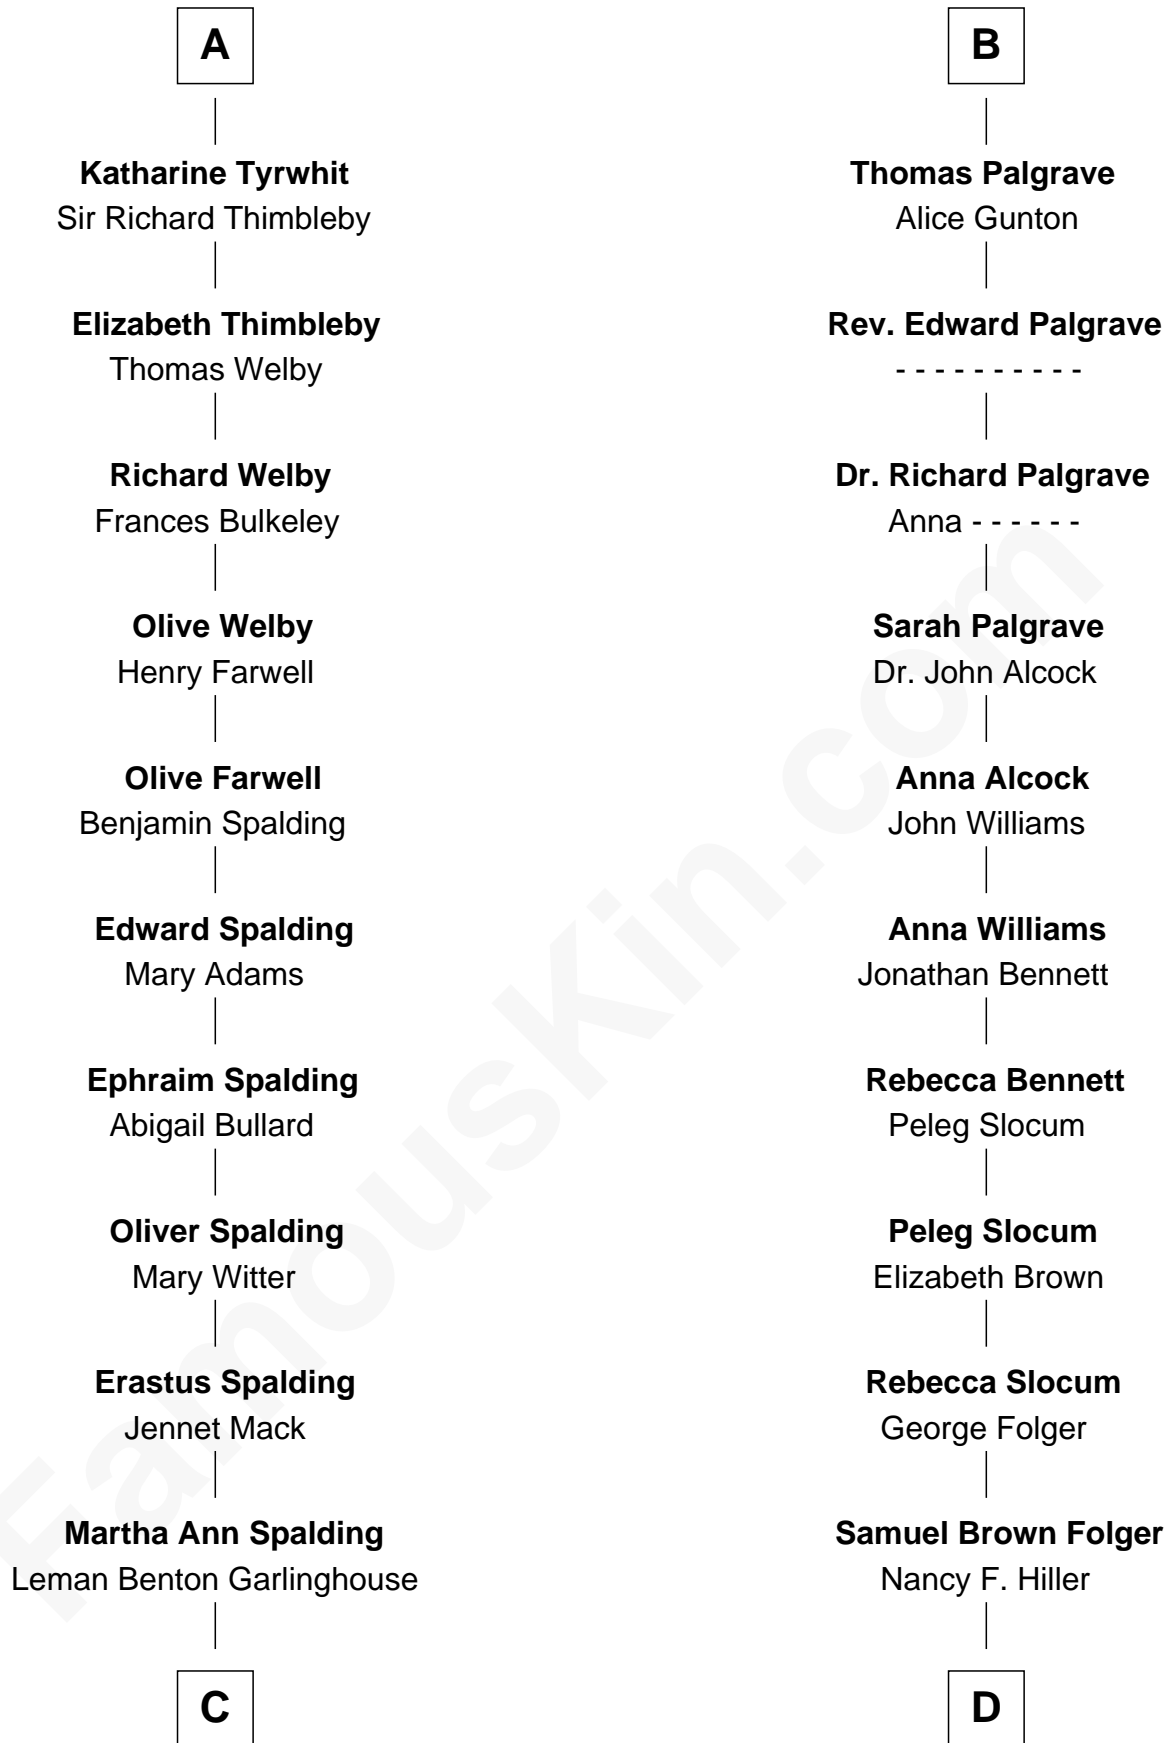 A
Katharine Tyrwhit
Sir Richard Thimbleby
Elizabeth Thimbleby
Thomas Welby
Richard Welby
Frances Bulkeley
Olive Welby
Henry Farwell
Olive Farwell
Benjamin Spalding
Edward Spalding
Mary Adams
Ephraim Spalding
Abigail Bullard
Oliver Spalding
Mary Witter
Erastus Spalding
Jennet Mack
Martha Ann Spalding
Leman Benton Garlinghouse
C
B
Thomas Palgrave
Alice Gunton
Rev. Edward Palgrave
- - - - - - - - - -
Dr. Richard Palgrave
Anna - - - - - -
Sarah Palgrave
Dr. John Alcock
Anna Alcock
John Williams
Anna Williams
Jonathan Bennett
Rebecca Bennett
Peleg Slocum
Peleg Slocum
Elizabeth Brown
Rebecca Slocum
George Folger
Samuel Brown Folger
Nancy F. Hiller
D
FamousKin.com